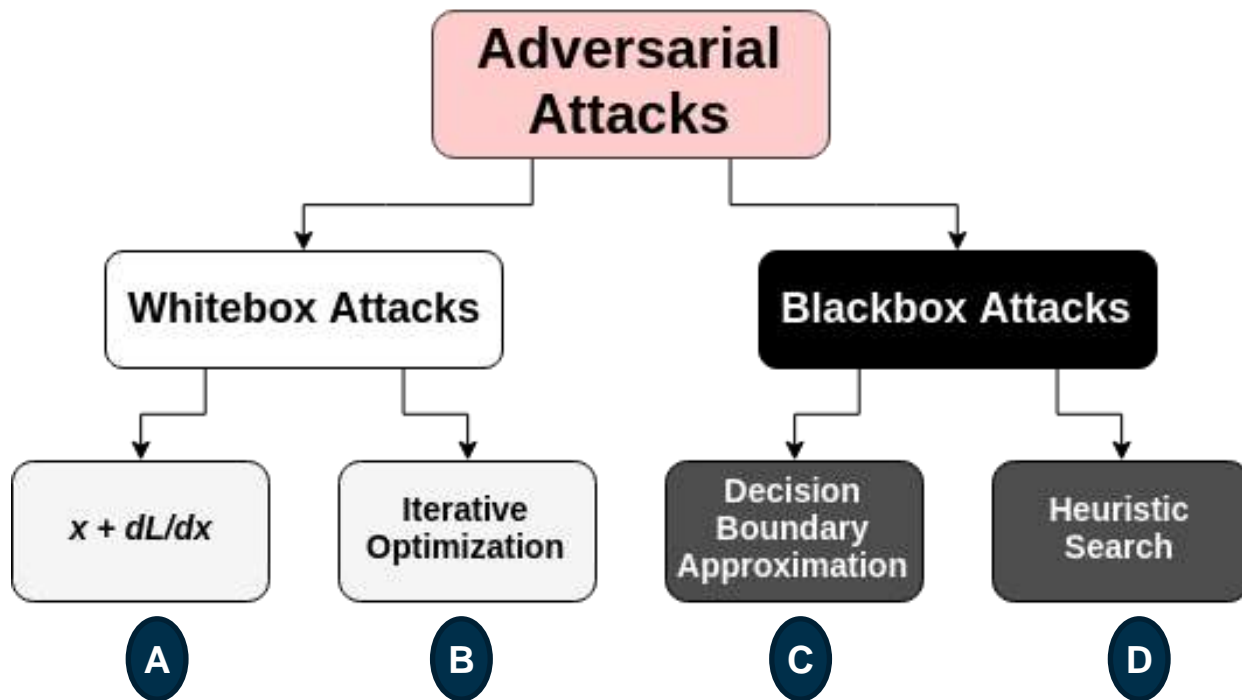 Adversarial
Attacks
Whitebox Attacks
Blackbox Attacks
x + dL/dx
Iterative
Optimization
Decision
Boundary
Approximation
Heuristic
Search
A
B
C
D